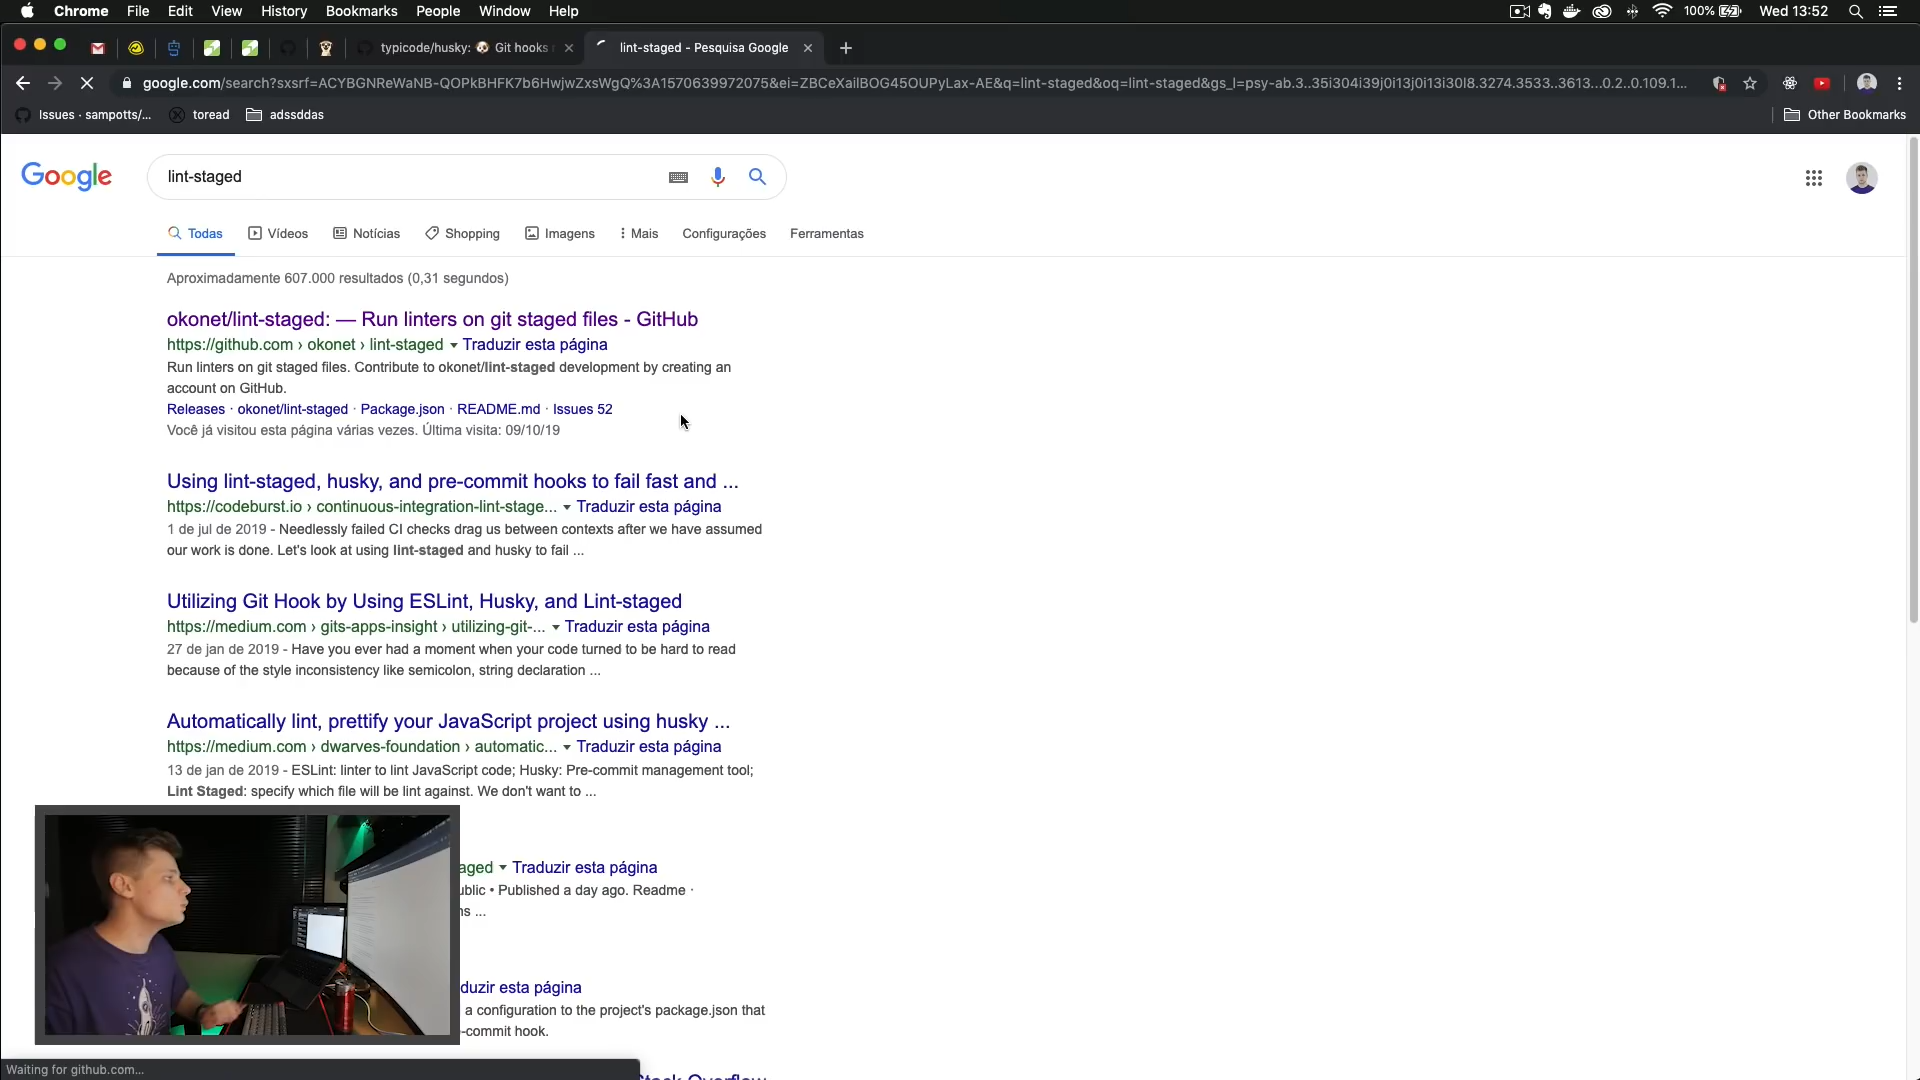 Chrome File Edit View History Bookmarks People Window Help 100% Wed 13:52
typicode/husky: 🐶 Git hooks lint-staged - Pesquisa Google
google.com/search?sxsrf=ACYBGNReWaNB-QOPkBHFK7b6HwjwZxsWgQ%3A1570639972075&ei=ZBCeXailBOG45OUPyLax-AE&q=lint-staged&oq=lint-staged&gs_l=psy-ab.3..35i304i39j0i13j0i13i30l8.3274.3533..3613...0.2..0.109.1...
Issues · sampotts/... toread adssddas Other Bookmarks
Google lint-staged
Todas Vídeos Notícias Shopping Imagens Mais Configurações Ferramentas
Aproximadamente 607.000 resultados (0,31 segundos)
okonet/lint-staged: — Run linters on git staged files - GitHub
https://github.com › okonet › lint-staged Traduzir esta página
Run linters on git staged files. Contribute to okonet/lint-staged development by creating an
account on GitHub.
Releases · okonet/lint-staged · Package.json · README.md · Issues 52
Você já visitou esta página várias vezes. Última visita: 09/10/19
Using lint-staged, husky, and pre-commit hooks to fail fast and ...
https://codeburst.io › continuous-integration-lint-stage... Traduzir esta página
1 de jul de 2019 - Needlessly failed CI checks drag us between contexts after we have assumed
our work is done. Let's look at using lint-staged and husky to fail ...
Utilizing Git Hook by Using ESLint, Husky, and Lint-staged
https://medium.com › gits-apps-insight › utilizing-git-... Traduzir esta página
27 de jan de 2019 - Have you ever had a moment when your code turned to be hard to read
because of the style inconsistency like semicolon, string declaration ...
Automatically lint, prettify your JavaScript project using husky ...
https://medium.com › dwarves-foundation › automatic... Traduzir esta página
13 de jan de 2019 - ESLint: linter to lint JavaScript code; Husky: Pre-commit management tool;
Lint Staged: specify which file will be lint against. We don't want to ...
aged Traduzir esta página
ublic • Published a day ago. Readme ·
ns ...
duzir esta página
a configuration to the project's package.json that
-commit hook.
Stack Overflow
Waiting for github.com...